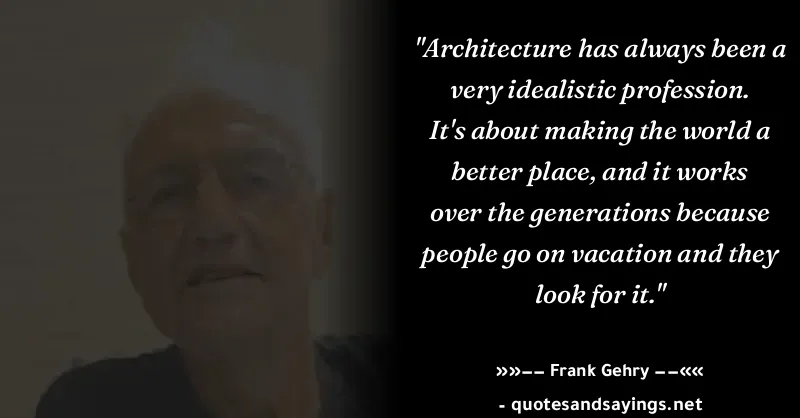 "Architecture has always been a
very idealistic profession.
It's about making the world a
better place, and it works
over the generations because
people go on vacation and they
look for it."
»»–– Frank Gehry ––««
- quotesandsayings.net